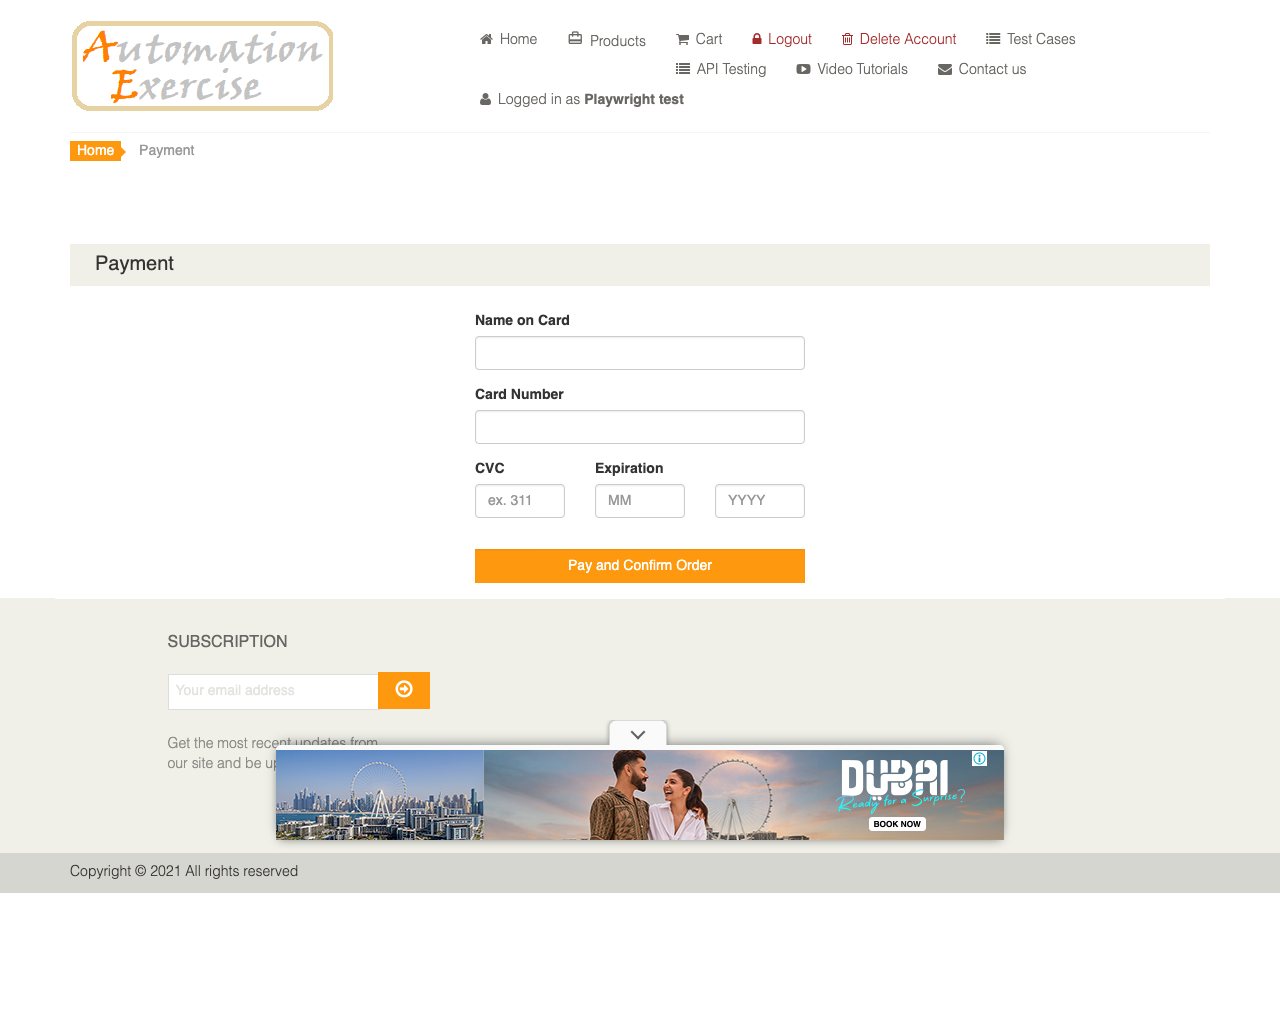 Automation
Exercise
Home
Products
Cart
Logout
Delete Account
Test Cases
API Testing
Video Tutorials
Contact us
Logged in as Playwright test
Home
Payment
Payment
Name on Card
Card Number
CVC
Expiration
ex. 311
MM
YYYY
Pay and Confirm Order
SUBSCRIPTION
Your email address
Get the most recent updates from
our site and be
DUBAI
Ready for a Surprise?
BOOK NOW
Copyright © 2021 All rights reserved